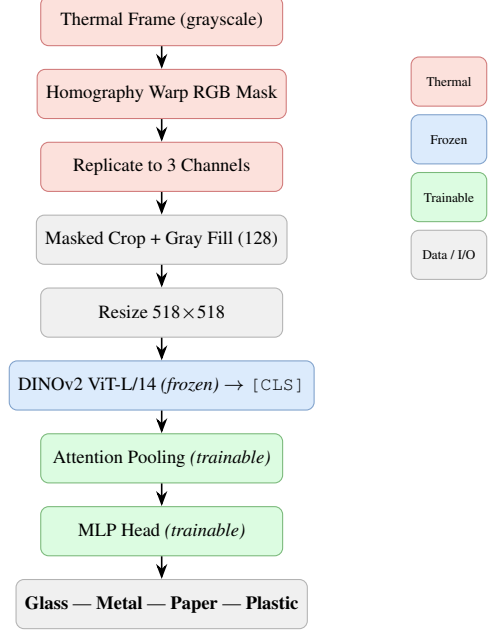 Thermal Frame (grayscale)
Homography Warp RGB Mask
Replicate to 3 Channels
Masked Crop + Gray Fill (128)
Resize 518×518
DINOv2 ViT-L/14 (frozen) → [CLS]
Attention Pooling (trainable)
MLP Head (trainable)
Glass — Metal — Paper — Plastic
Thermal
Frozen
Trainable
Data / I/O